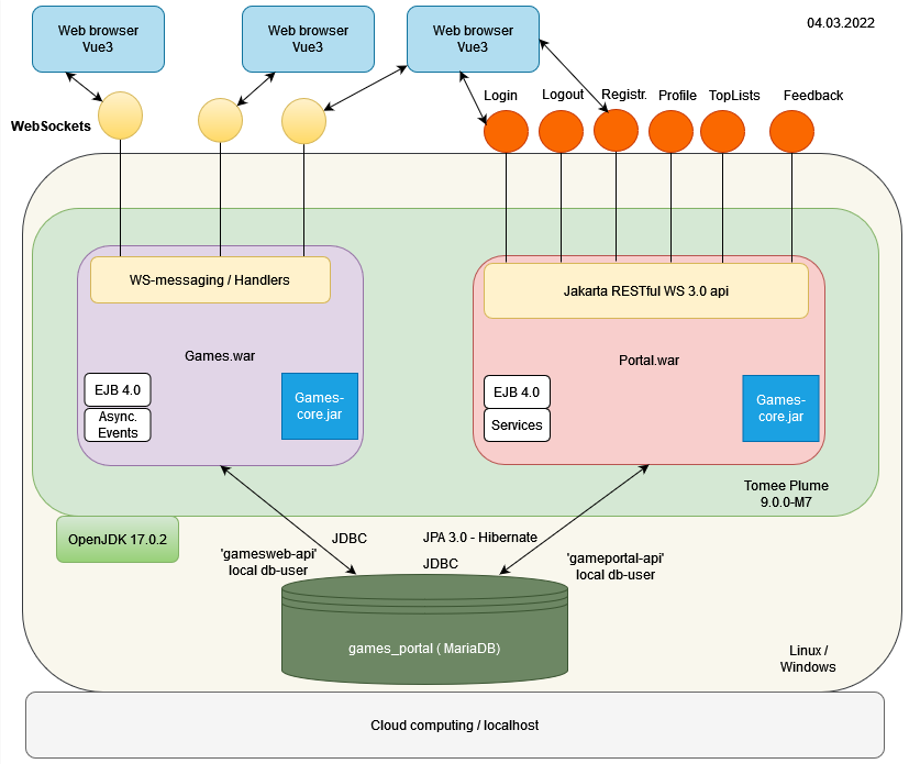 04.03.2022
Web browser
Vue3
Web browser
Vue3
Web browser
Vue3
WebSockets
Login
Logout
Registr.
Profile
TopLists
Feedback
WS-messaging / Handlers
Games.war
EJB 4.0
Async.
Events
Games-
core.jar
Jakarta RESTful WS 3.0 api
Portal.war
EJB 4.0
Services
Games-
core.jar
Tomee Plume
9.0.0-M7
OpenJDK 17.0.2
'gamesweb-api'
local db-user
JDBC
JPA 3.0 - Hibernate
JDBC
'gameportal-api'
local db-user
games_portal ( MariaDB)
Linux /
Windows
Cloud computing / localhost